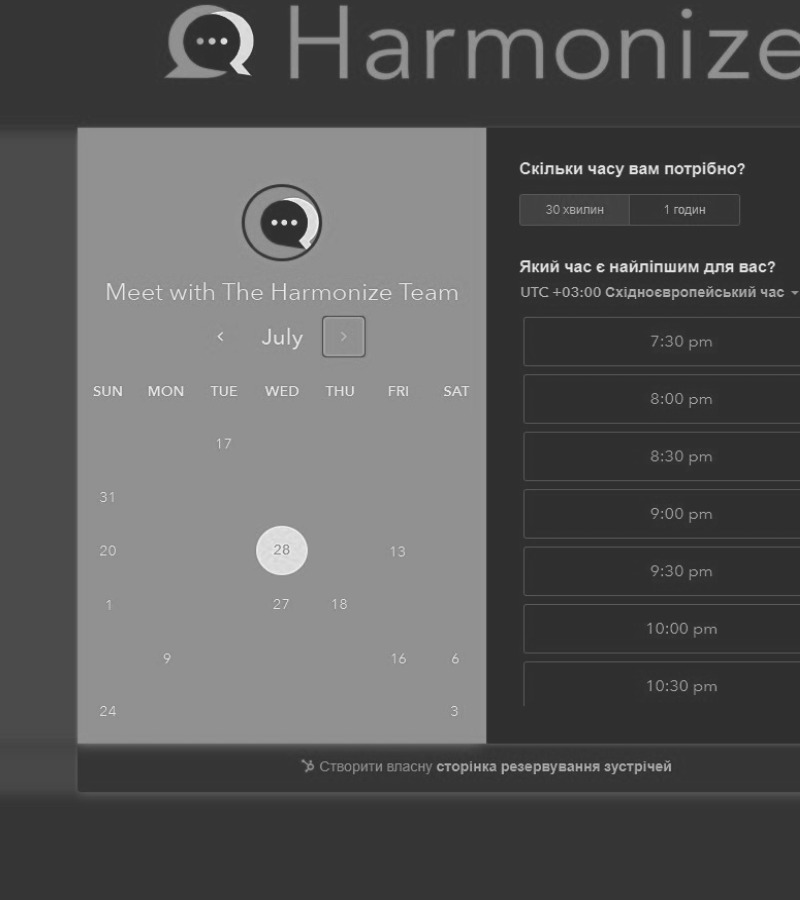 Harmonize
Meet with The Harmonize Team
July
SUN MON TUE WED THU FRI SAT
17
31
20 28 13
1 27 18
9 16 6
24 3
Скільки часу вам потрібно?
30 хвилин 1 годин
Який час є найліпшим для вас?
UTC +03:00 Східноєвропейський час
7:30 pm
8:00 pm
8:30 pm
9:00 pm
9:30 pm
10:00 pm
10:30 pm
Створити власну сторінка резервування зустрічей